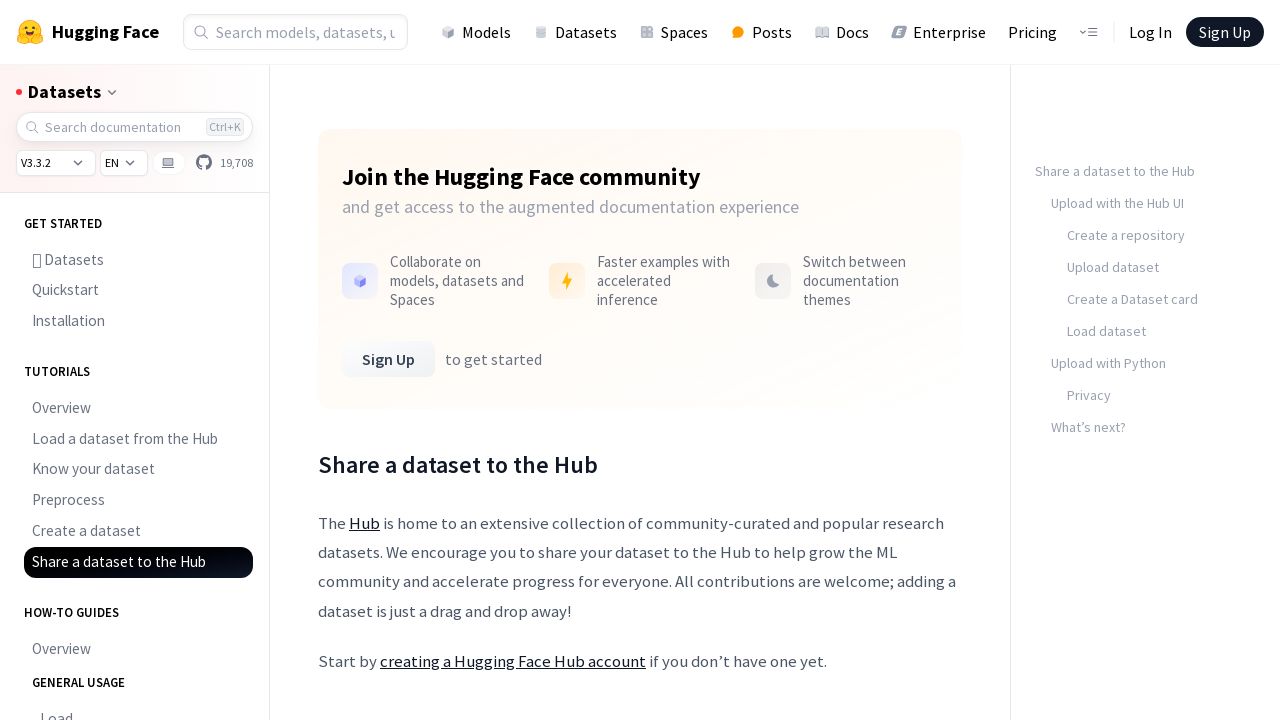 Hugging Face
Search models, datasets, u
Models
Datasets
Spaces
Posts
Docs
Enterprise
Pricing
Log In
Sign Up
Datasets
Search documentation
Ctrl+K
V3.3.2
EN
19,708
GET STARTED
Datasets
Quickstart
Installation
TUTORIALS
Overview
Load a dataset from the Hub
Know your dataset
Preprocess
Create a dataset
Share a dataset to the Hub
HOW-TO GUIDES
Overview
GENERAL USAGE
Load
Join the Hugging Face community
and get access to the augmented documentation experience
Collaborate on
models, datasets and
Spaces
Faster examples with
accelerated
inference
Switch between
documentation
themes
Sign Up
to get started
Share a dataset to the Hub
The Hub is home to an extensive collection of community-curated and popular research
datasets. We encourage you to share your dataset to the Hub to help grow the ML
community and accelerate progress for everyone. All contributions are welcome; adding a
dataset is just a drag and drop away!
Start by creating a Hugging Face Hub account if you don’t have one yet.
Share a dataset to the Hub
Upload with the Hub UI
Create a repository
Upload dataset
Create a Dataset card
Load dataset
Upload with Python
Privacy
What’s next?